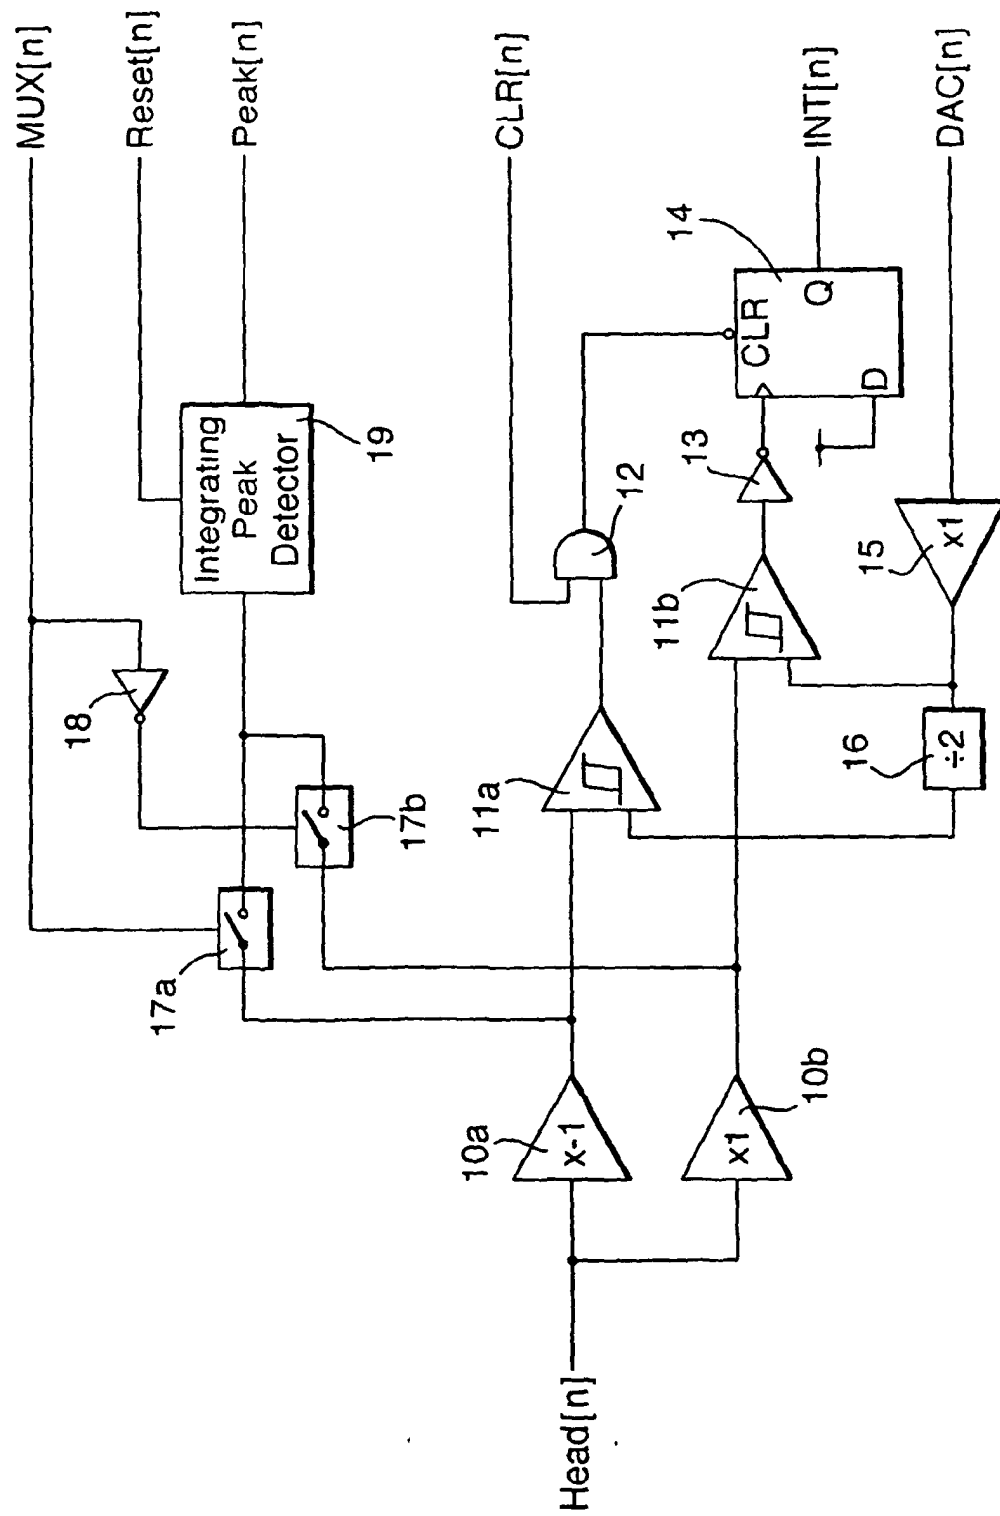 MUX[n]
Reset[n]
Peak[n]
CLR[n]
INT[n]
DAC[n]
Integrating
Peak
Detector
19
18
17a
17b
14
CLR
Q
D
13
12
11a
11b
15
x1
16
÷2
10a
x-1
10b
x1
Head[n]